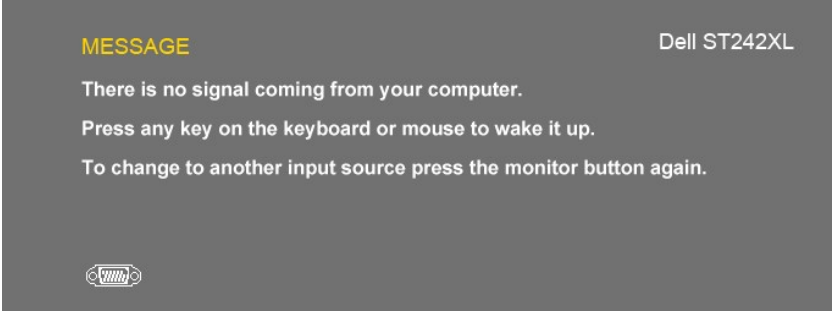 MESSAGE
Dell ST242XL
There is no signal coming from your computer.
Press any key on the keyboard or mouse to wake it up.
To change to another input source press the monitor button again.